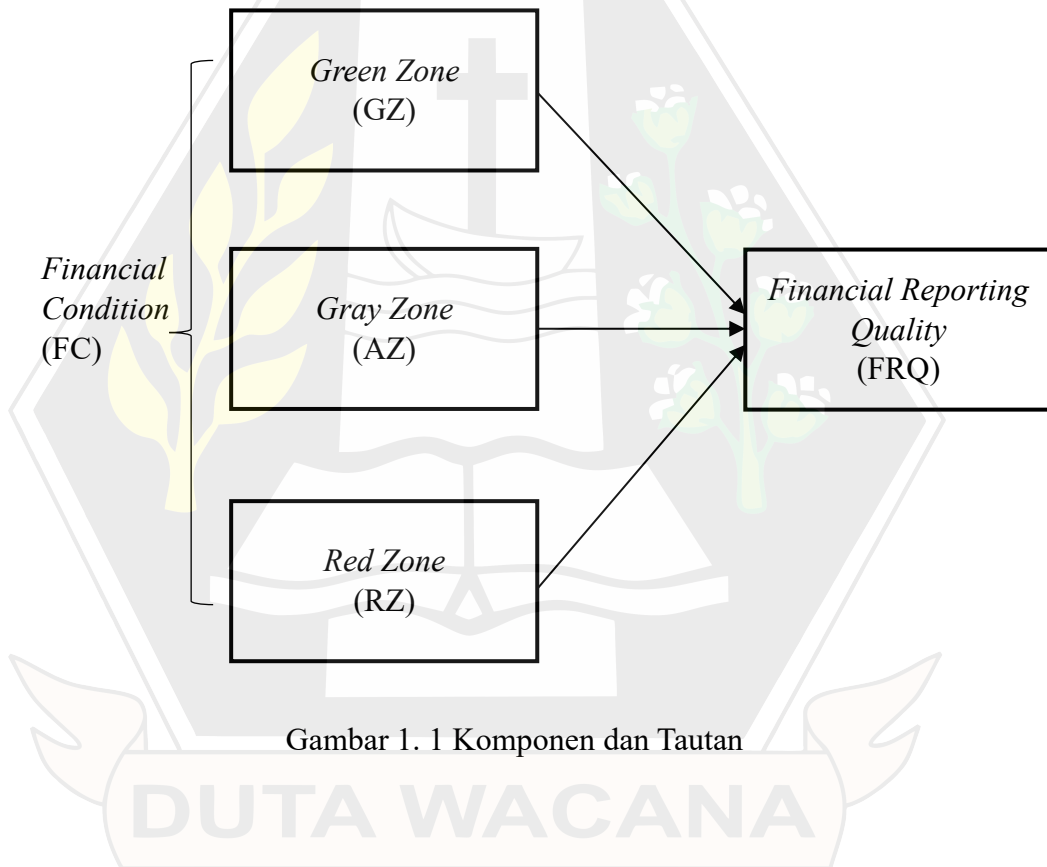 Green Zone
(GZ)
Financial
Condition
(FC)
Gray Zone
(AZ)
Financial Reporting
Quality
(FRQ)
Red Zone
(RZ)
Gambar 1. 1 Komponen dan Tautan
DUTA WACANA